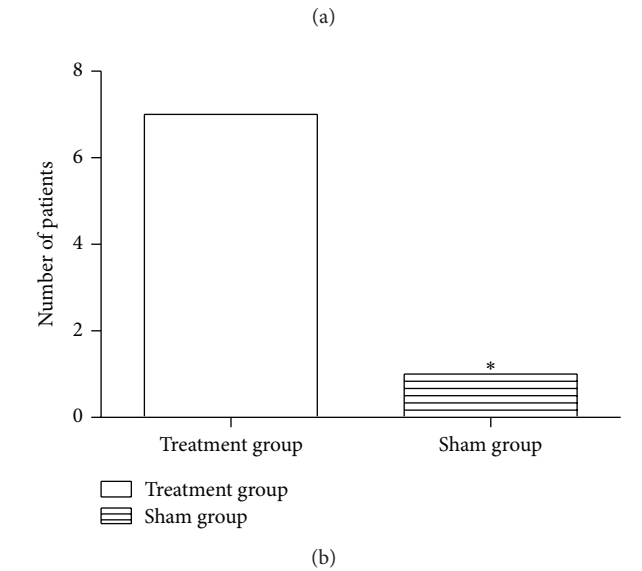 (a)
8
6
4
2
0
Number of patients
*
Treatment group
Sham group
Treatment group
Sham group
(b)